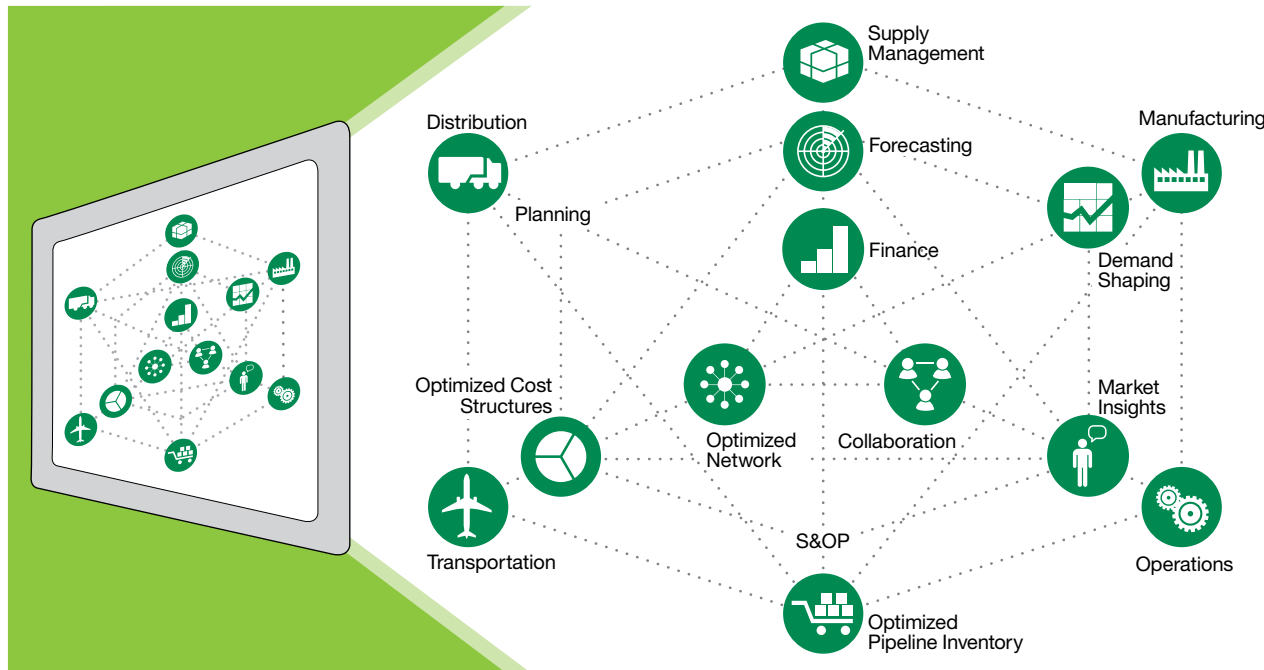 Supply
Management
Distribution
Manufacturing
Forecasting
Planning
Finance
Demand
Shaping
Optimized Cost
Structures
Market
Insights
Optimized
Network
Collaboration
S&OP
Transportation
Operations
Optimized
Pipeline Inventory